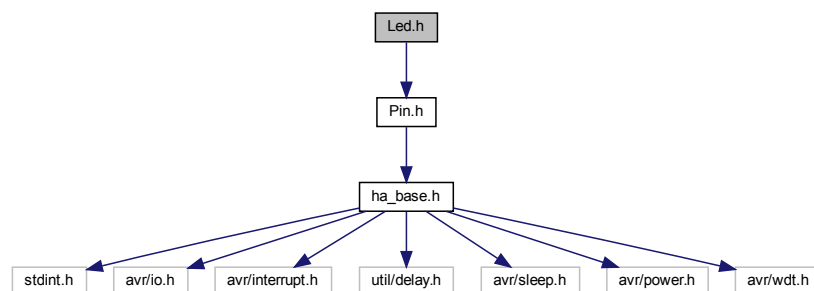 Led.h
Pin.h
ha_base.h
stdint.h
avr/io.h
avr/interrupt.h
util/delay.h
avr/sleep.h
avr/power.h
avr/wdt.h